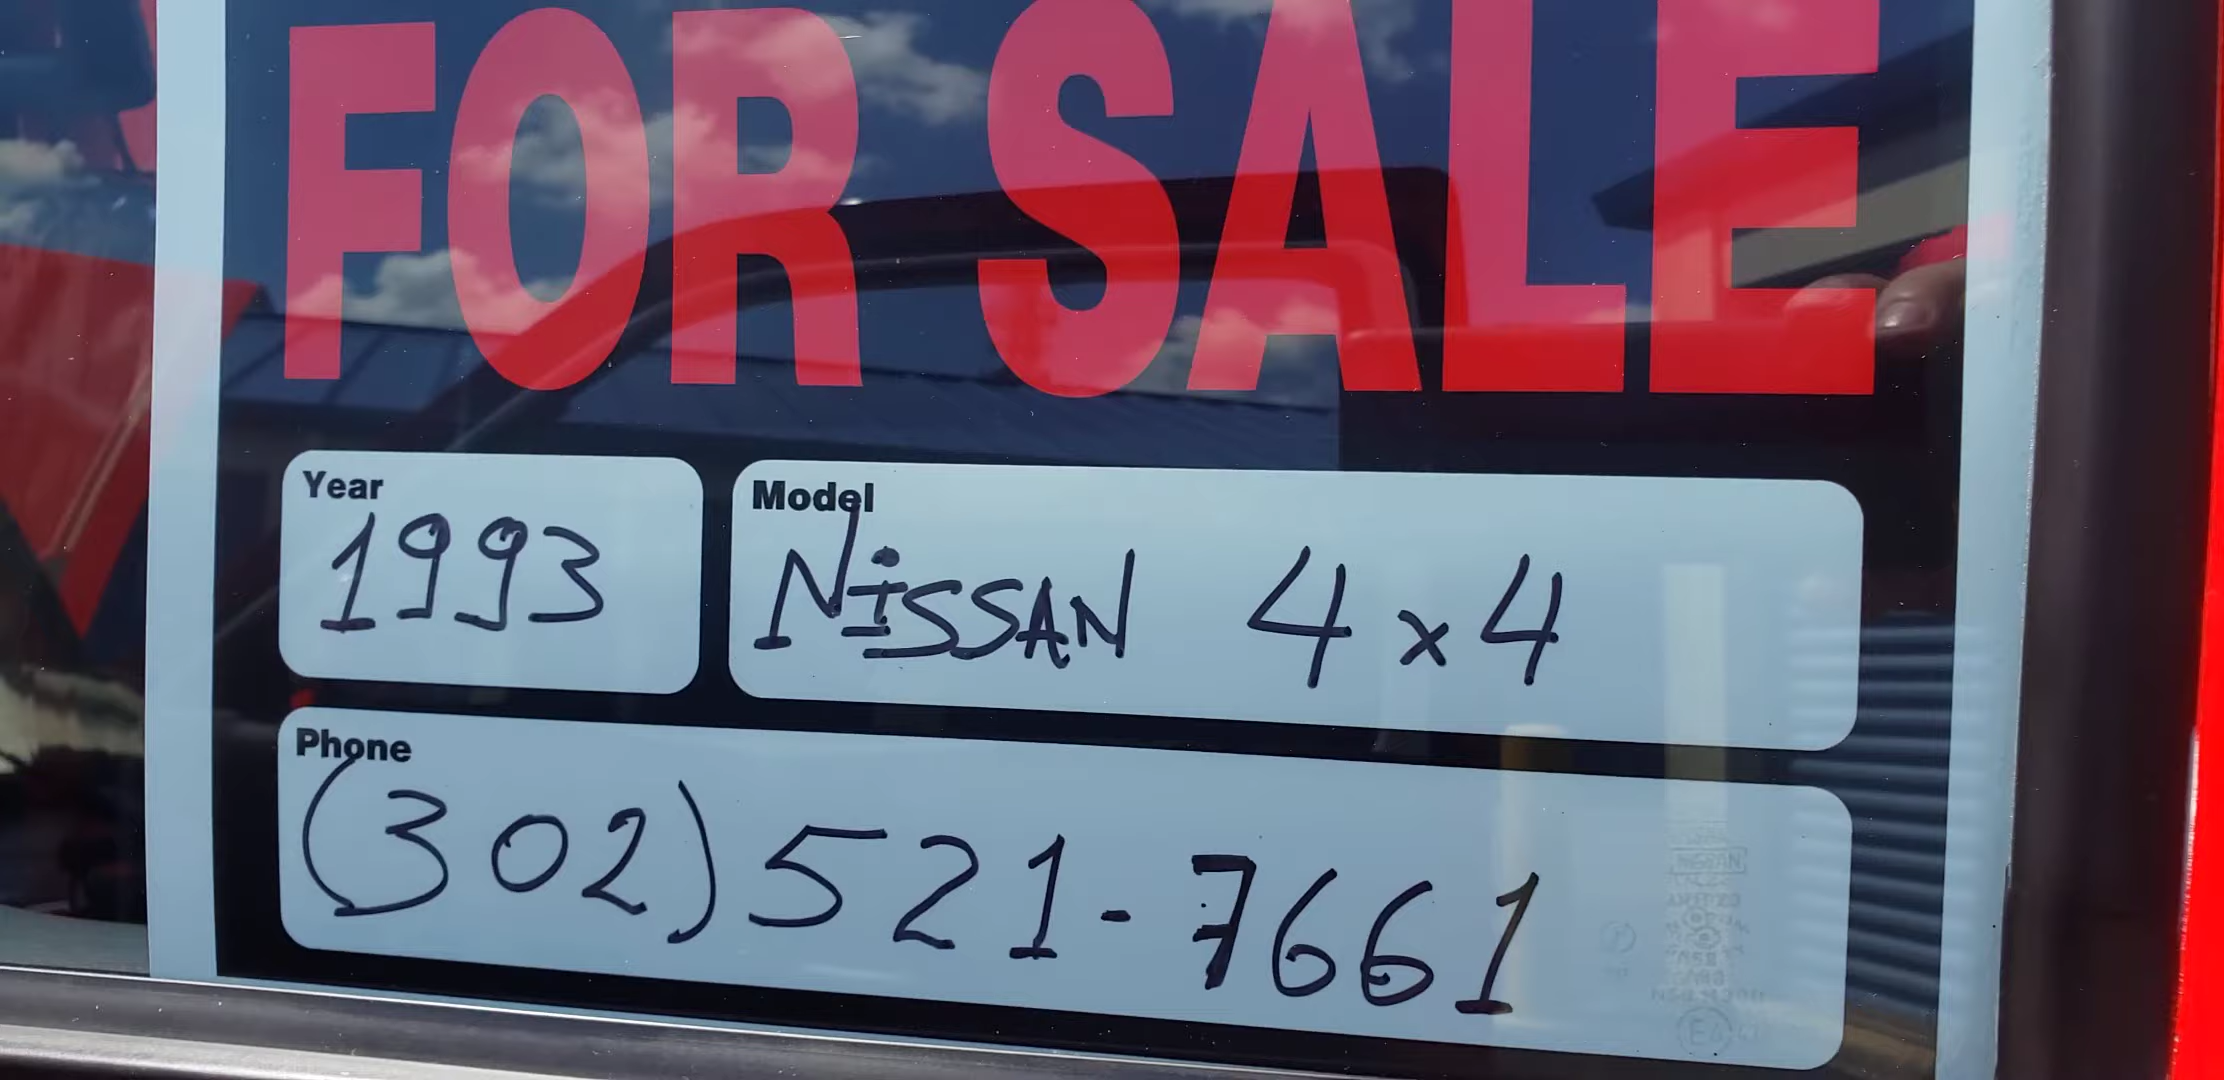 FOR SALE
Year
1993
Model
NiSSAN 4x4
Phone
(302)521-7661